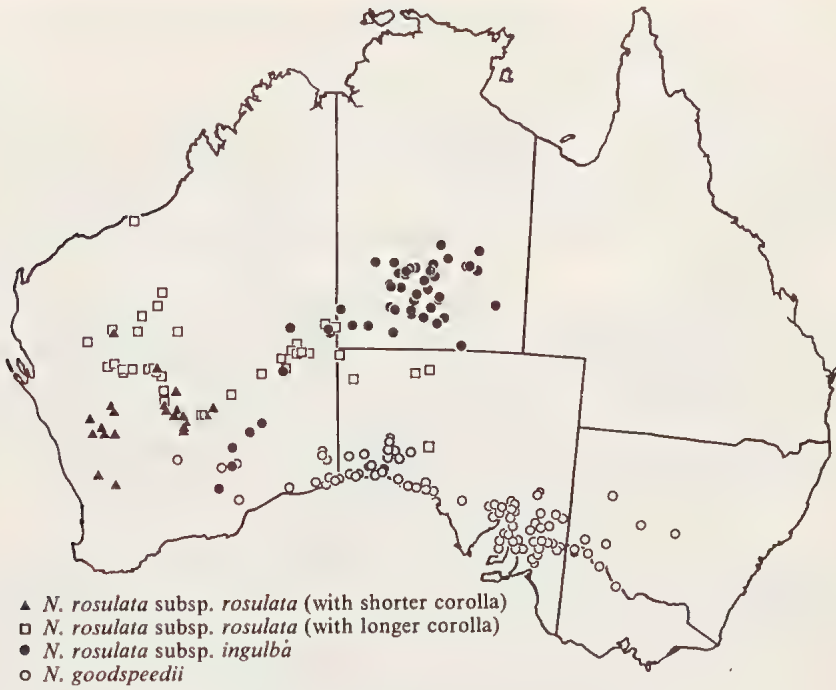 ▲ N. rosulata subsp. rosulata (with shorter corolla)
□ N. rosulata subsp. rosulata (with longer corolla)
● N. rosulata subsp. ingulba
○ N. goodspeedii